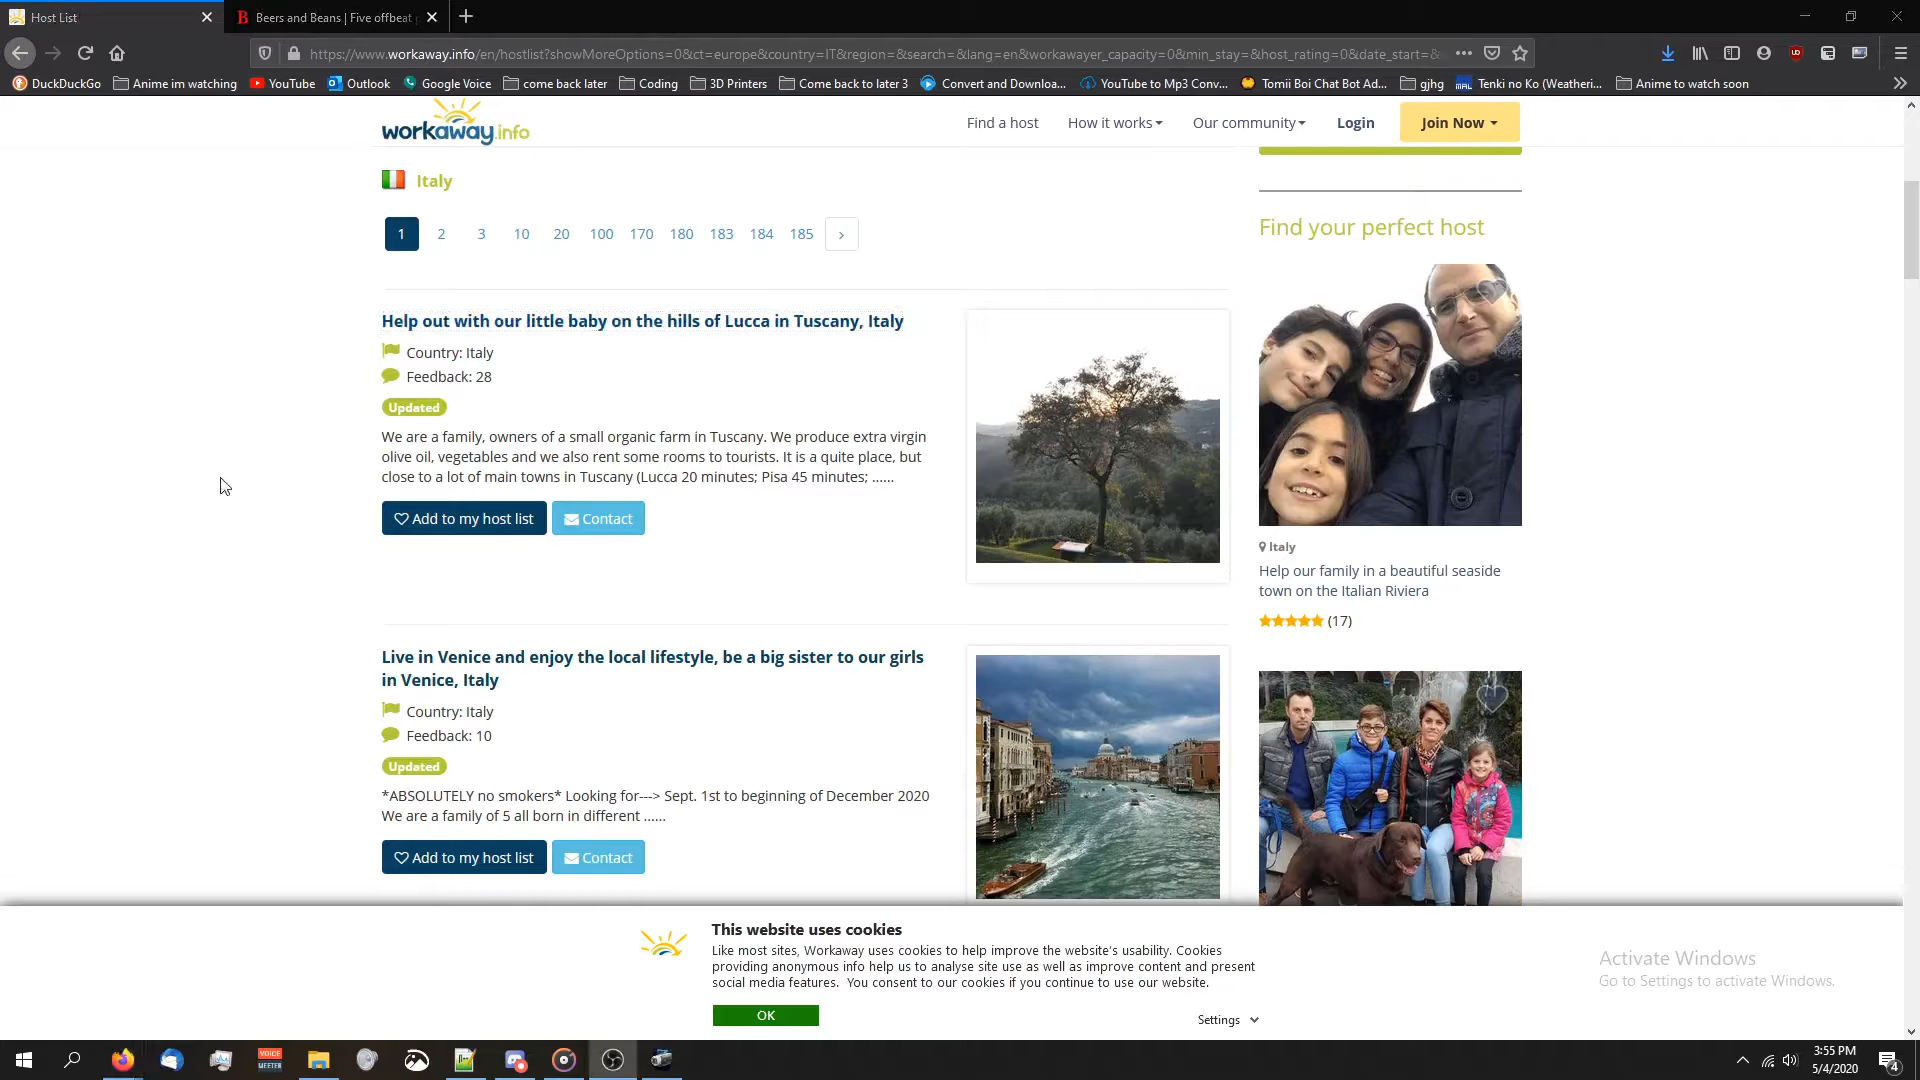 Host List
Beers and Beans | Five offbeat
https://www.workaway.info/en/hostlist?showMoreOptions=0&ct=europe&country=IT&region=&search=&lang=en&workawayer_capacity=0&min_stay=&host_rating=0&date_start=&
DuckDuckGo
Anime im watching
YouTube
Outlook
Google Voice
come back later
Coding
3D Printers
Come back to later 3
Convert and Downloa...
YouTube to Mp3 Conv...
Tomii Boi Chat Bot Ad...
gjhg
Tenki no Ko (Weatheri...
Anime to watch soon
workaway.info
Find a host
How it works
Our community
Login
Join Now
Italy
1 2 3 10 20 100 170 180 183 184 185 >
Help out with our little baby on the hills of Lucca in Tuscany, Italy
Country: Italy
Feedback: 28
Updated
We are a family, owners of a small organic farm in Tuscany. We produce extra virgin
olive oil, vegetables and we also rent some rooms to tourists. It is a quite place, but
close to a lot of main towns in Tuscany (Lucca 20 minutes; Pisa 45 minutes; ......
Add to my host list
Contact
Live in Venice and enjoy the local lifestyle, be a big sister to our girls
in Venice, Italy
Country: Italy
Feedback: 10
Updated
*ABSOLUTELY no smokers* Looking for---> Sept. 1st to beginning of December 2020
We are a family of 5 all born in different ......
Add to my host list
Contact
Find your perfect host
Italy
Help our family in a beautiful seaside
town on the Italian Riviera
(17)
This website uses cookies
Like most sites, Workaway uses cookies to help improve the website's usability. Cookies
providing anonymous info help us to analyse site use as well as improve content and present
social media features. You consent to our cookies if you continue to use our website.
OK
Settings
Activate Windows
Go to Settings to activate Windows.
VOICE
MEETER
3:55 PM
5/4/2020
4